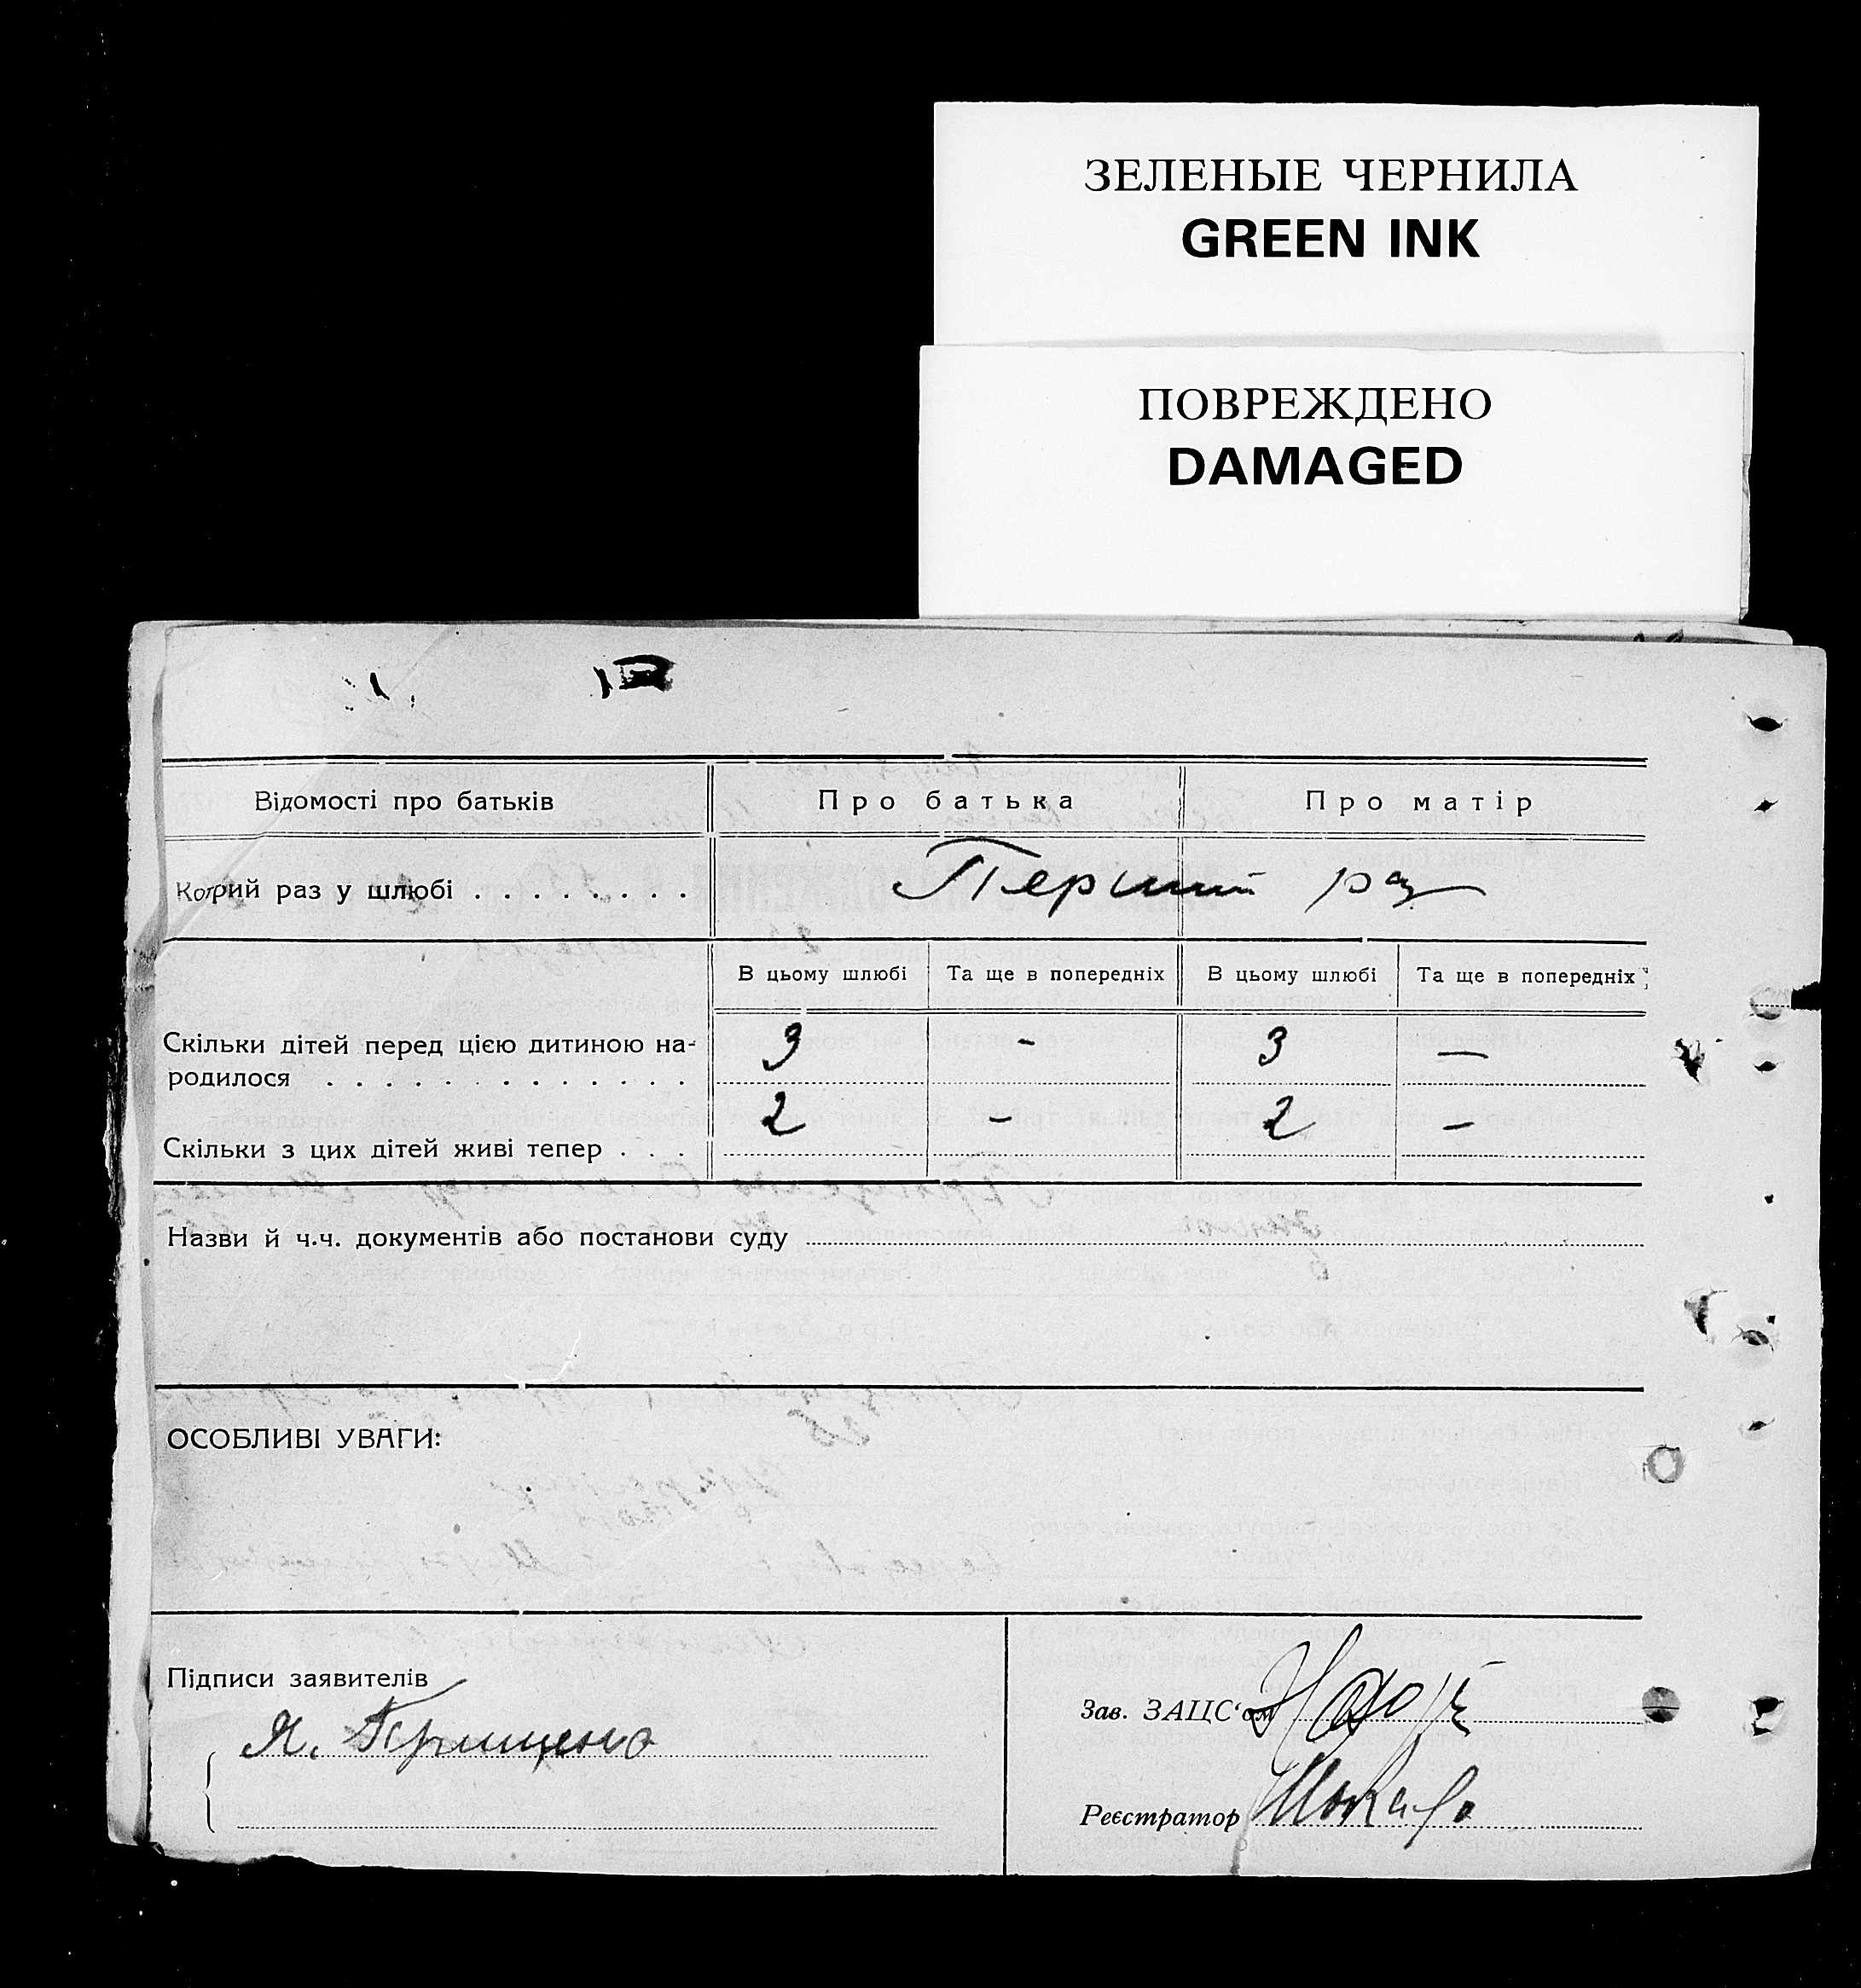 ЗЕЛЕНЫЕ ЧЕРНИЛА
GREEN INK
ПОВРЕЖДЕНО
DAMAGED
Відомості про батьків Про батька Про матір
Котрий раз у шлюбі . . . . . . . . Перший раз
В цьому шлюбі Та ще в попередніх В цьому шлюбі Та ще в попередніх
Скільки дітей перед цією дитиною на-
родилося . . . . . . . . . . . . . 3 - 3 —
Скільки з цих дітей живі тепер . . . 2 - 2 -
Назви й ч.ч. документів або постанови суду
ОСОБЛИВІ УВАГИ:
Підписи заявителів
Я.
Зав. ЗАЦС'ом
Реєстратор